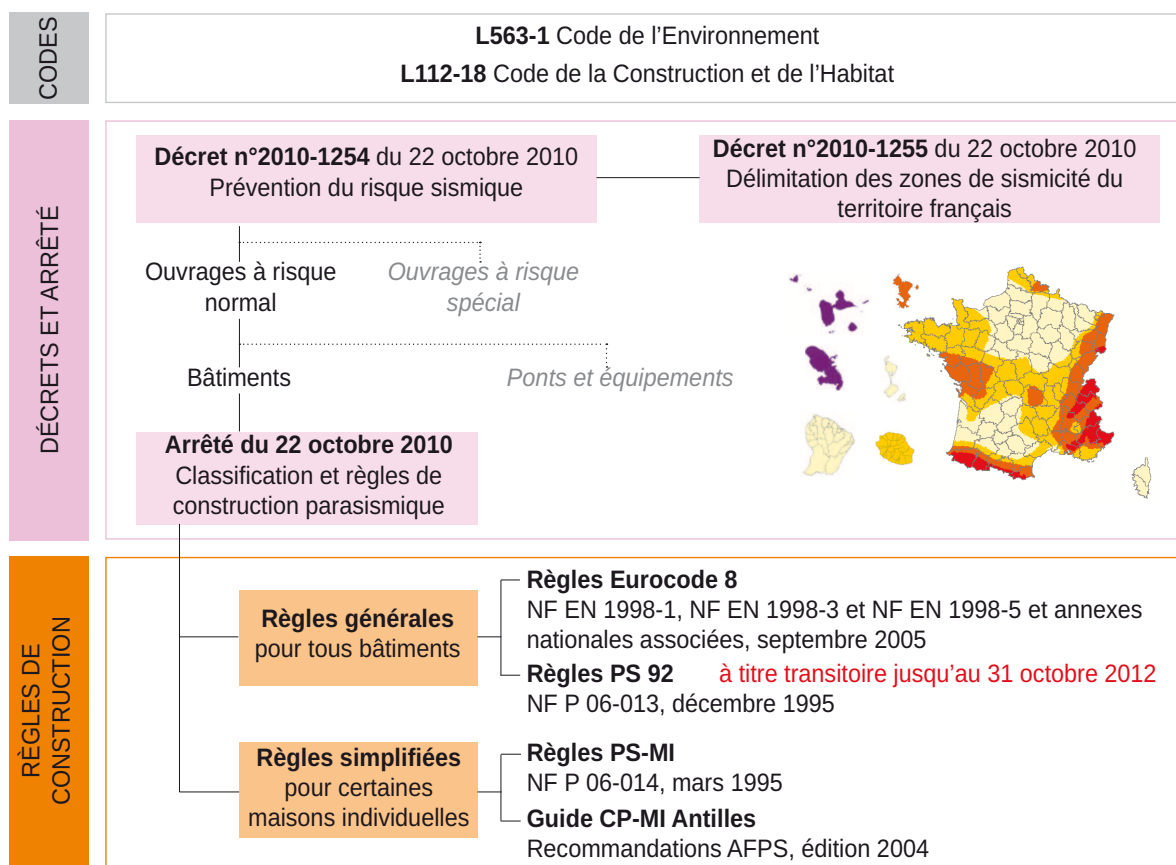 CODES
L563-1 Code de l’Environnement
L112-18 Code de la Construction et de l’Habitat
DÉCRETS ET ARRÊTÉ
Décret n°2010-1254 du 22 octobre 2010
Prévention du risque sismique
Décret n°2010-1255 du 22 octobre 2010
Délimitation des zones de sismicité du
territoire français
Ouvrages à risque
normal
Ouvrages à risque
spécial
Bâtiments
Ponts et équipements
Arrêté du 22 octobre 2010
Classification et règles de
construction parasismique
RÈGLES DE
CONSTRUCTION
Règles générales
pour tous bâtiments
Règles Eurocode 8
NF EN 1998-1, NF EN 1998-3 et NF EN 1998-5 et annexes
nationales associées, septembre 2005
Règles PS 92 à titre transitoire jusqu’au 31 octobre 2012
NF P 06-013, décembre 1995
Règles simplifiées
pour certaines
maisons individuelles
Règles PS-MI
NF P 06-014, mars 1995
Guide CP-MI Antilles
Recommandations AFPS, édition 2004